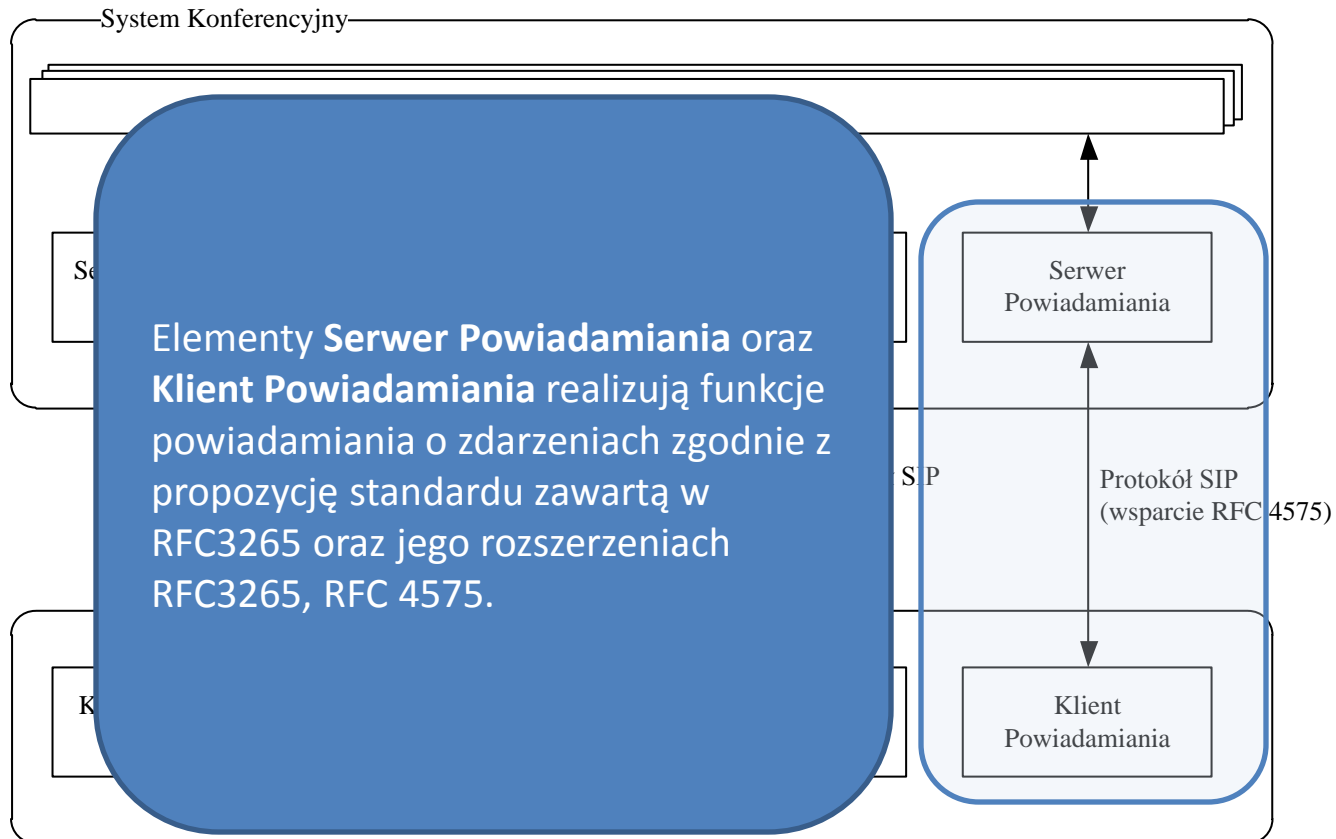 System Konferencyjny
Serwer
Powiadamiania
Elementy Serwer Powiadamiania oraz
Klient Powiadamiania realizują funkcje
powiadamiania o zdarzeniach zgodnie z
propozycję standardu zawartą w
RFC3265 oraz jego rozszerzeniach
RFC3265, RFC 4575.
SIP
Protokół SIP
(wsparcie RFC 4575)
Klient
Powiadamiania